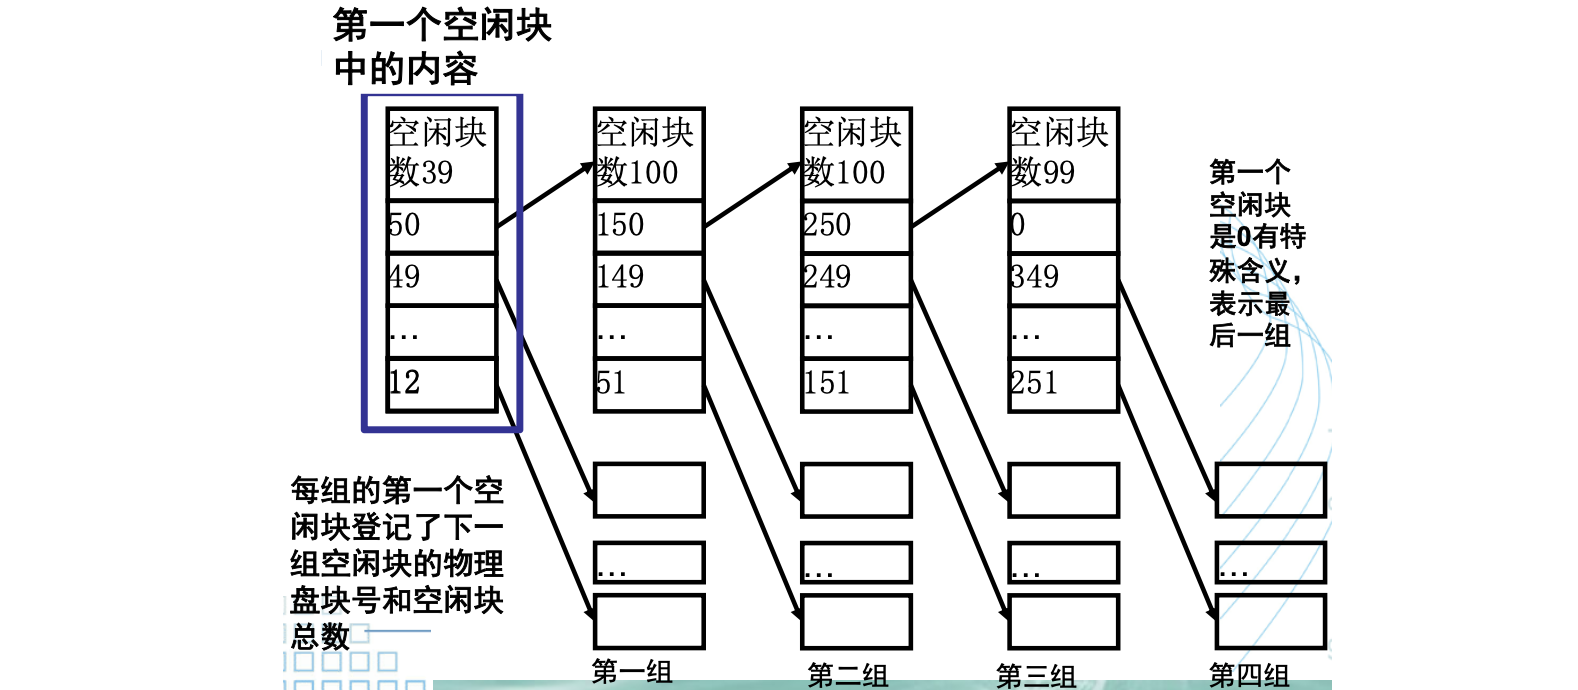 第一个空闲块
中的内容
空闲块
数39
50
49
...
12
空闲块
数100
150
149
...
51
空闲块
数100
250
249
...
151
空闲块
数99
0
349
...
251
第一个
空闲块
是0有特
殊含义，
表示最
后一组
每组的第一个空
闲块登记了下一
组空闲块的物理
盘块号和空闲块
总数
...
...
...
...
第一组
第二组
第三组
第四组